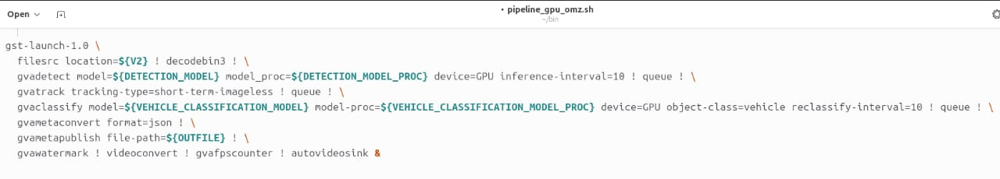 Open
• pipeline_gpu_omz.sh
~/bin
gst-launch-1.0 \
filesrc location=${V2} ! decodebin3 ! \
gvadetect model=${DETECTION_MODEL} model_proc=${DETECTION_MODEL_PROC} device=GPU inference-interval=10 ! queue ! \
gvatrack tracking-type=short-term-imageless ! queue ! \
gvaclassify model=${VEHICLE_CLASSIFICATION_MODEL} model-proc=${VEHICLE_CLASSIFICATION_MODEL_PROC} device=GPU object-class=vehicle reclassify-interval=10 ! queue ! \
gvametaconvert format=json ! \
gvametapublish file-path=${OUTFILE} ! \
gvawatermark ! videoconvert ! gvafpscounter ! autovideosink &